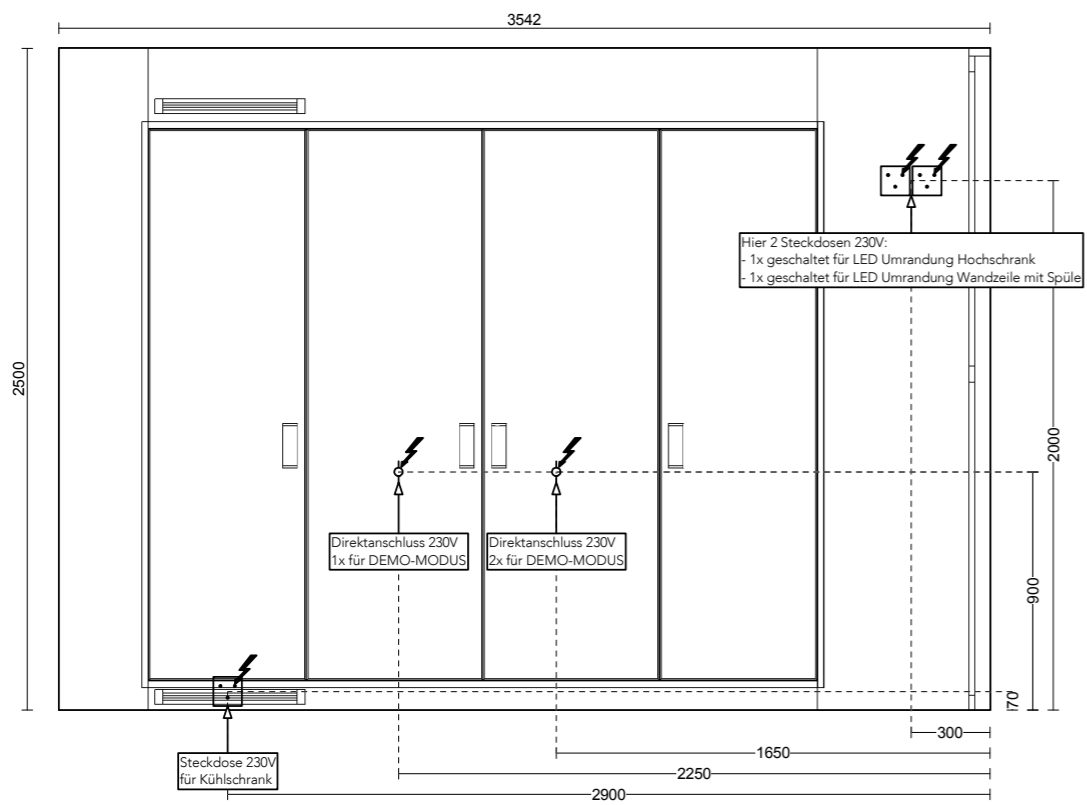 3542
2500
Hier 2 Steckdosen 230V:
- 1x geschaltet für LED Umrandung Hochschrank
- 1x geschaltet für LED Umrandung Wandzeile mit Spüle
2000
Direktanschluss 230V
1x für DEMO-MODUS
Direktanschluss 230V
2x für DEMO-MODUS
900
70
300
Steckdose 230V
für Kühlschrank
1650
2250
2900